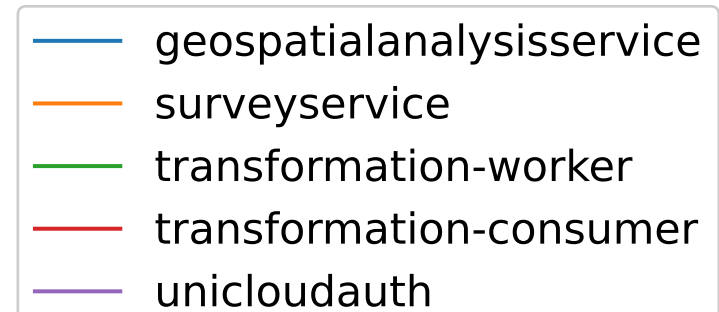 geospatialanalysisservice
surveyservice
transformation-worker
transformation-consumer
unicloudauth